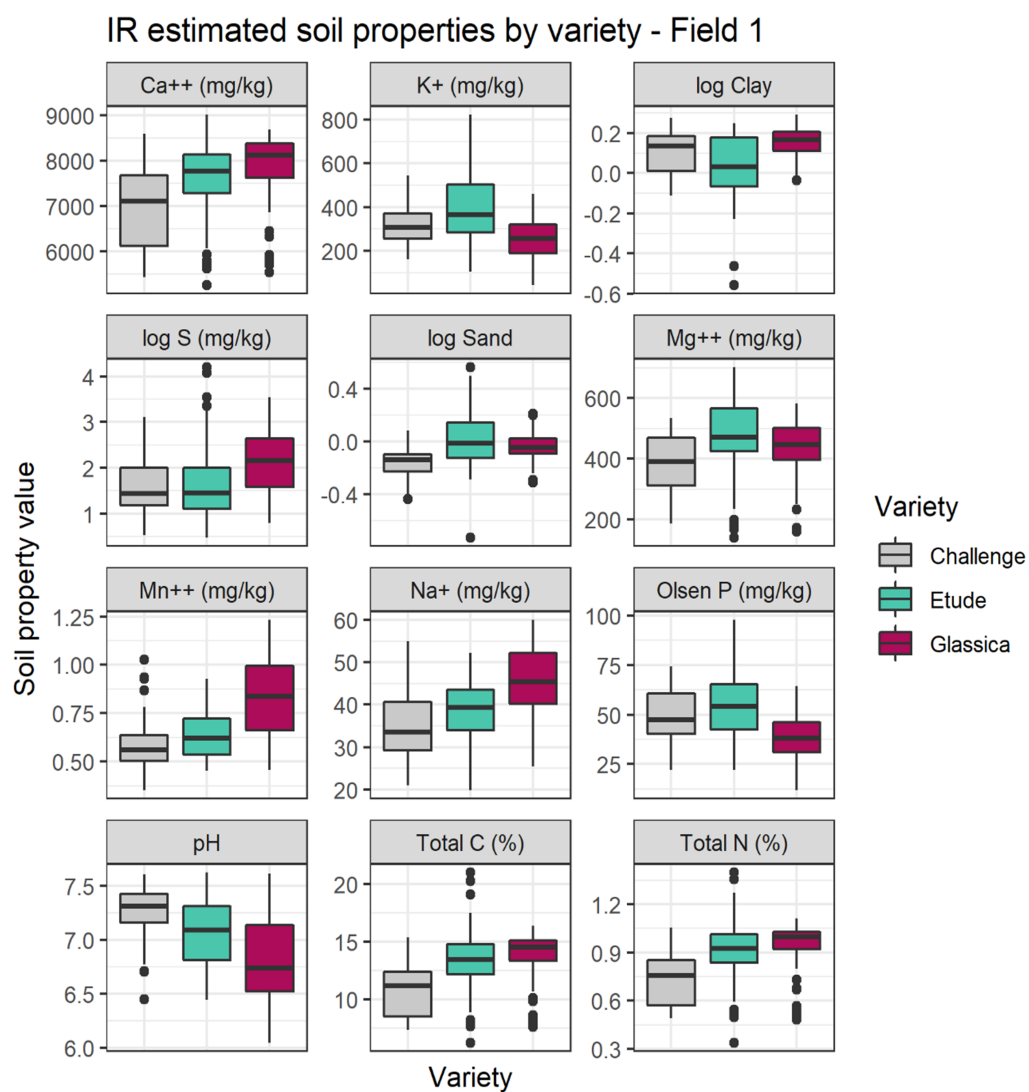 IR estimated soil properties by variety - Field 1
Ca++ (mg/kg)
9000
8000
7000
6000
K+ (mg/kg)
800
600
400
200
log Clay
0.2
0.0
-0.2
-0.4
-0.6
log S (mg/kg)
4
3
2
1
log Sand
0.4
0.0
-0.4
Mg++ (mg/kg)
600
400
200
Mn++ (mg/kg)
1.25
1.00
0.75
0.50
Na+ (mg/kg)
60
50
40
30
20
Olsen P (mg/kg)
100
75
50
25
pH
7.5
7.0
6.5
6.0
Total C (%)
20
15
10
Total N (%)
1.2
0.9
0.6
0.3
Soil property value
Variety
Variety
Challenge
Etude
Glassica